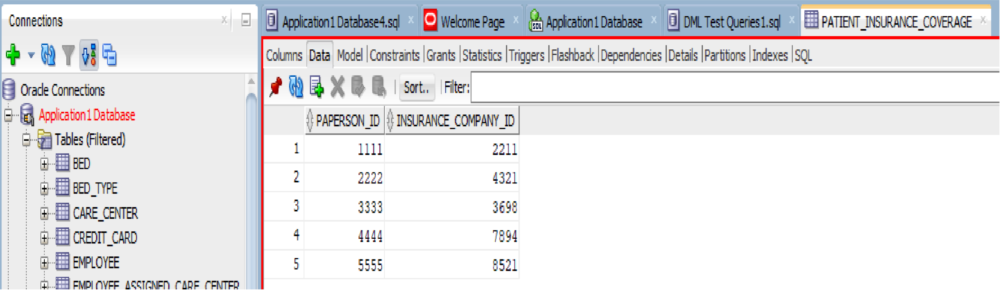 Connections
Oracle Connections
Application1 Database
Tables (Filtered)
BED
BED_TYPE
CARE_CENTER
CREDIT_CARD
EMPLOYEE
EMPLOYEE_ASSIGNED_CARE_CENTER
Application1 Database4.sql Welcome Page SQL Application1 Database DML Test Queries1.sql PATIENT_INSURANCE_COVERAGE
Columns Data Model Constraints Grants Statistics Triggers Flashback Dependencies Details Partitions Indexes SQL
Sort.. Filter:
PAPERSON_ID INSURANCE_COMPANY_ID
1 1111 2211
2 2222 4321
3 3333 3698
4 4444 7894
5 5555 8521